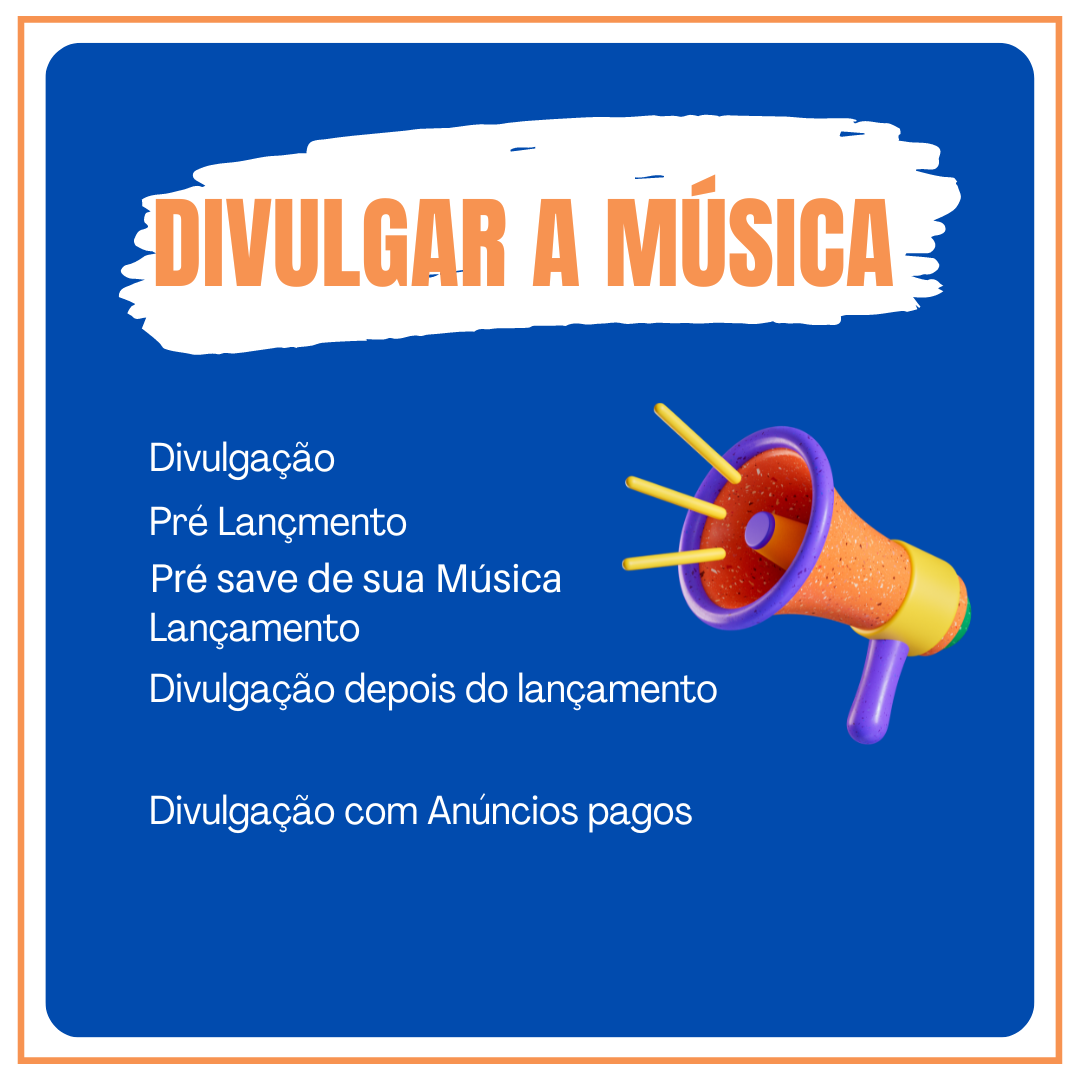 DIVULGAR A MÚSICA
Divulgação
Pré Lançmento
Pré save de sua Música
Lançamento
Divulgação depois do lançamento
Divulgação com Anúncios pagos